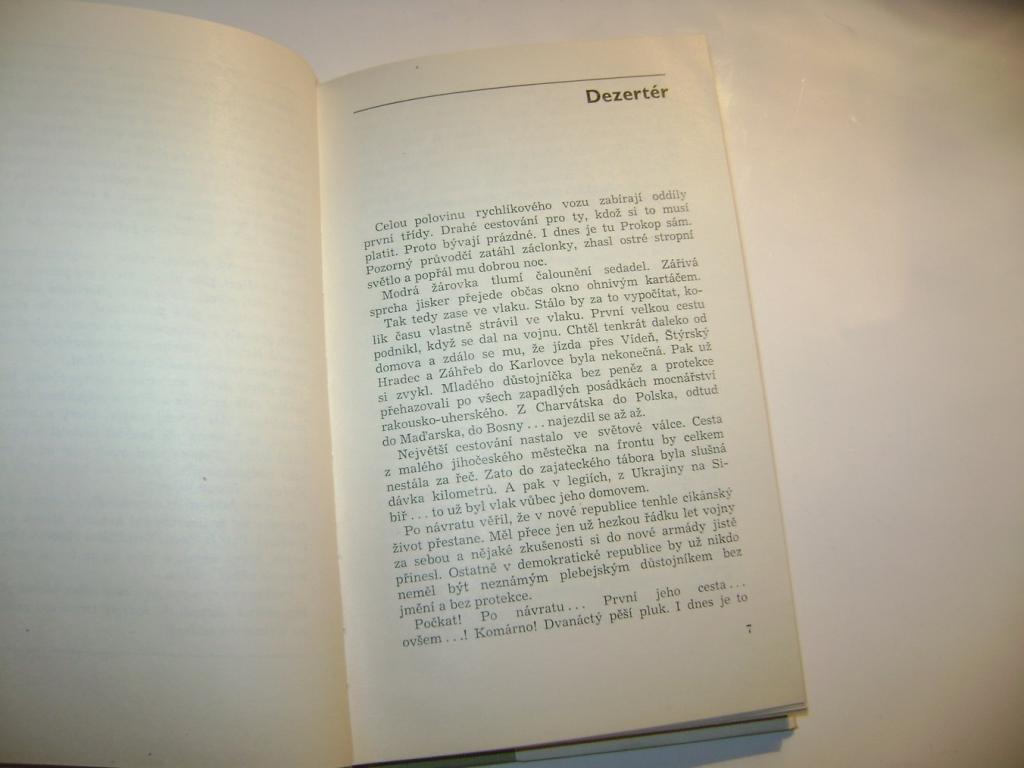 Dezertér
Celou polovinu rychlíkového vozu zabírají oddíly
první třídy. Drahé cestování pro ty, kdož si to musí
platit. Proto bývají prázdné. I dnes je tu Prokop sám.
Pozorný průvodčí zatáhl záclonky, zhasl ostré stropní
světlo a popřál mu dobrou noc.
Modrá žárovka tlumí čalounění sedadel. Zářivá
sprcha jisker přejede občas okno ohnivým kartáčem.
Tak tedy zase ve vlaku. Stálo by za to vypočítat, ko-
lik času vlastně strávil ve vlaku. První velkou cestu
podnikl, když se dal na vojnu. Chtěl tenkrát daleko od
domova a zdálo se mu, že jízda přes Vídeň, Štýrský
Hradec a Záhřeb do Karlovce byla nekonečná. Pak už
si zvykl. Mladého důstojníčka bez peněz a protekce
přehazovali po všech zapadlých posádkách mocnářství
rakousko-uherského. Z Charvátska do Polska, odtud
do Maďarska, do Bosny ... najezdil se až až.
Největší cestování nastalo ve světové válce. Cesta
z malého jihočeského městečka na frontu by celkem
nestála za řeč. Zato do zajateckého tábora byla slušná
dávka kilometrů. A pak v legiích, z Ukrajiny na Si-
biř ... to už byl vlak vůbec jeho domovem.
Po návratu věřil, že v nové republice tenhle cikánský
život přestane. Měl přece jen už hezkou řádku let vojny
za sebou a nějaké zkušenosti si do nové armády jistě
přinesl. Ostatně v demokratické republice by už nikdo
neměl být neznámým plebejským důstojníkem bez
jmění a bez protekce.
Počkat! Po návratu ... První jeho cesta ...
ovšem ...! Komárno! Dvanáctý pěší pluk. I dnes je to
7